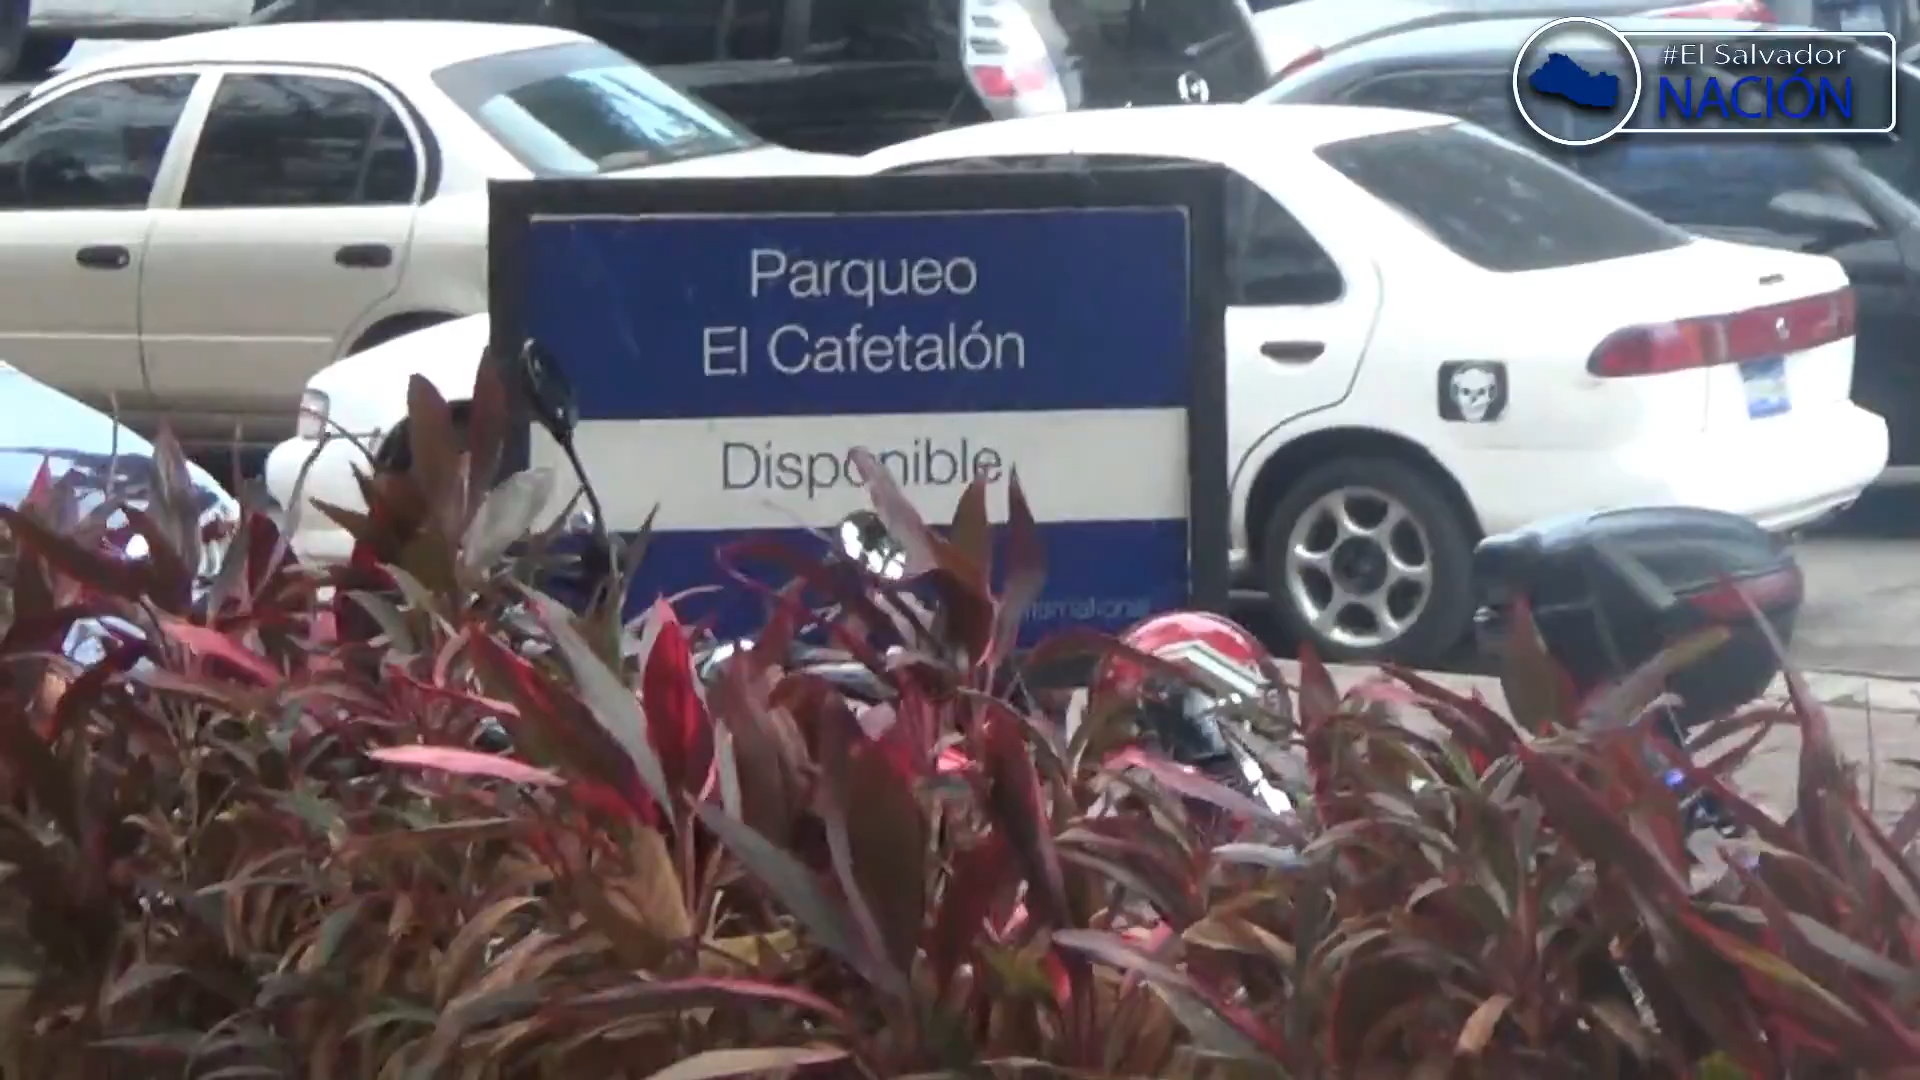 #El Salvador
NACIÓN
Parqueo
El Cafetalón
Disponible